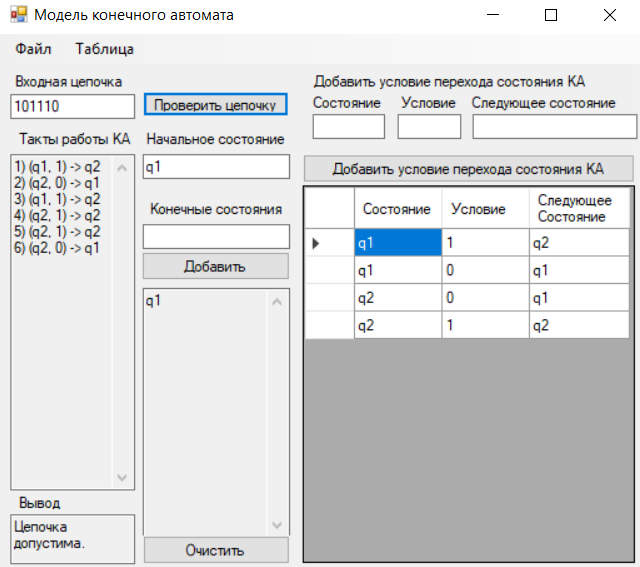 Модель конечного автомата
Файл Таблица
Входная цепочка
101110
Проверить цепочку
Такты работы КА
1) (q1, 1) -> q2
2) (q2, 0) -> q1
3) (q1, 1) -> q2
4) (q2, 1) -> q2
5) (q2, 1) -> q2
6) (q2, 0) -> q1
Вывод
Цепочка
допустима.
Начальное состояние
q1
Конечные состояния
Добавить
q1
Очистить
Добавить условие перехода состояния КА
Состояние Условие Следующее состояние
Добавить условие перехода состояния КА
Состояние Условие Следующее
Состояние
q1 1 q2
q1 0 q1
q2 0 q1
q2 1 q2